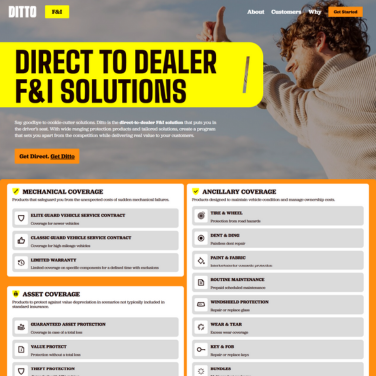 DITTO F&I About Customers Why Get Started
DIRECT TO DEALER
F&I SOLUTIONS
Say goodbye to cookie-cutter solutions. Ditto is the direct-to-dealer F&I solution that puts you in
the driver's seat. With wide ranging protection products and tailored solutions, create a program
that sets you apart from the competition while delivering real value to your customers.
Get Direct. Get Ditto
MECHANICAL COVERAGE
Products that safeguard you from the unexpected costs of sudden mechanical failures.
ELITE GUARD VEHICLE SERVICE CONTRACT
Coverage for newer vehicles
CLASSIC GUARD VEHICLE SERVICE CONTRACT
Coverage for high mileage vehicles
LIMITED WARRANTY
Limited coverage on specific components for a defined time with exclusions
ASSET COVERAGE
Products to protect against value depreciation in scenarios not typically included in
standard insurance.
GUARANTEED ASSET PROTECTION
Coverage in case of a total loss
VALUE PROTECT
Protection without a total loss
THEFT PROTECTION
ANCILLARY COVERAGE
Products designed to maintain vehicle condition and manage ownership costs.
TIRE & WHEEL
Protection from road hazards
DENT & DING
Paintless dent repair
PAINT & FABRIC
Interior/exterior cosmetic protection
ROUTINE MAINTENANCE
Prepaid scheduled maintenance
WINDSHIELD PROTECTION
Repair or replace glass
WEAR & TEAR
Excess wear coverage
KEY & FOB
Repair or replace keys
BUNDLES